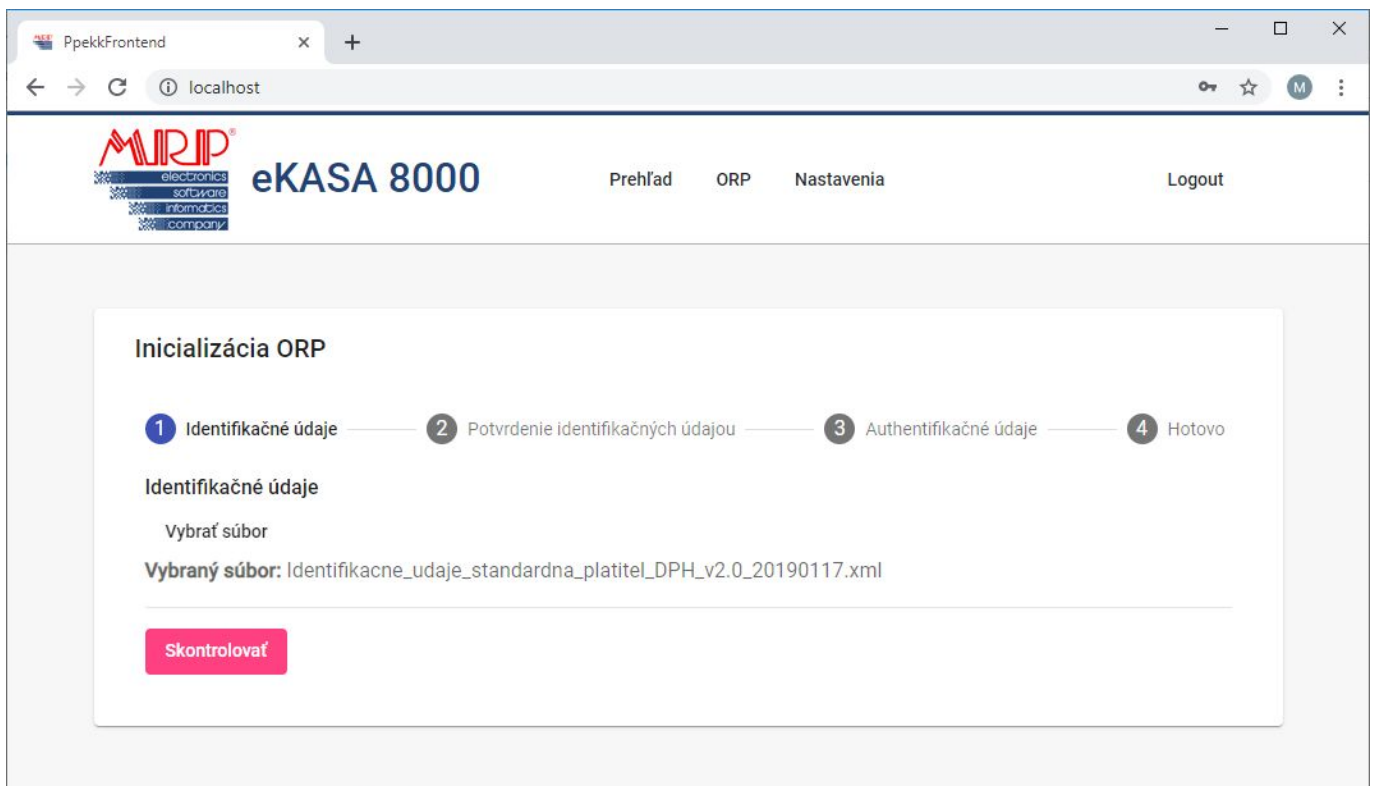 PpekkFrontend
localhost
M
MRP®
electronics
software
informatics
company
eKASA 8000
Prehľad ORP Nastavenia Logout
Inicializácia ORP
1 Identifikačné údaje 2 Potvrdenie identifikačných údajou 3 Authentifikačné údaje 4 Hotovo
Identifikačné údaje
Vybrať súbor
Vybraný súbor: Identifikacne_udaje_standardna_platitel_DPH_v2.0_20190117.xml
Skontrolovať